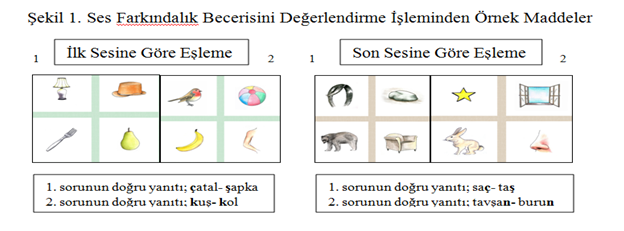 Şekil 1. Ses Farkındalık Becerisini Değerlendirme İşleminden Örnek Maddeler
1 İlk Sesine Göre Eşleme 2
1 Son Sesine Göre Eşleme 2
1. sorunun doğru yanıtı; çatal- şapka
2. sorunun doğru yanıtı; kuş- kol
1. sorunun doğru yanıtı; saç- taş
2. sorunun doğru yanıtı; tavşan- burun